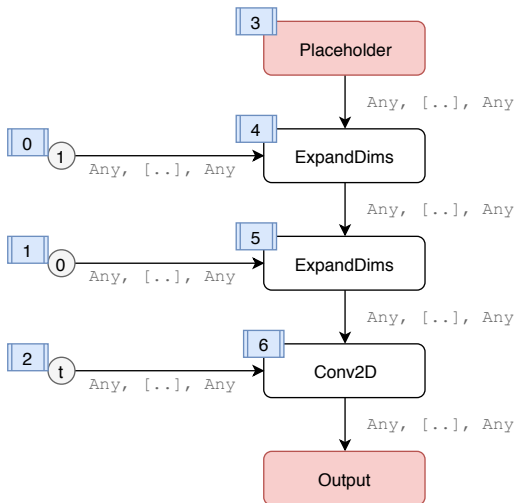 3
Placeholder
Any, [..], Any
0
1
4
ExpandDims
Any, [..], Any
Any, [..], Any
1
0
5
ExpandDims
Any, [..], Any
Any, [..], Any
2
t
6
Conv2D
Any, [..], Any
Any, [..], Any
Output